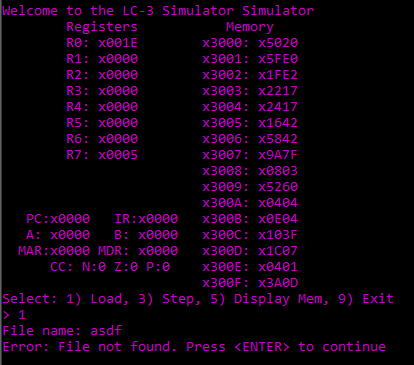 Welcome to the LC-3 Simulator Simulator
Registers Memory
R0: x001E x3000: x5020
R1: x0000 x3001: x5FE0
R2: x0000 x3002: x1FE2
R3: x0000 x3003: x2217
R4: x0000 x3004: x2417
R5: x0000 x3005: x1642
R6: x0000 x3006: x5842
R7: x0005 x3007: x9A7F
x3008: x0803
x3009: x5260
x300A: x0404
PC:x0000 IR:x0000 x300B: x0E04
A: x0000 B: x0000 x300C: x103F
MAR:x0000 MDR: x0000 x300D: x1C07
CC: N:0 Z:0 P:0 x300E: x0401
x300F: x3A0D
Select: 1) Load, 3) Step, 5) Display Mem, 9) Exit
> 1
File name: asdf
Error: File not found. Press <ENTER> to continue